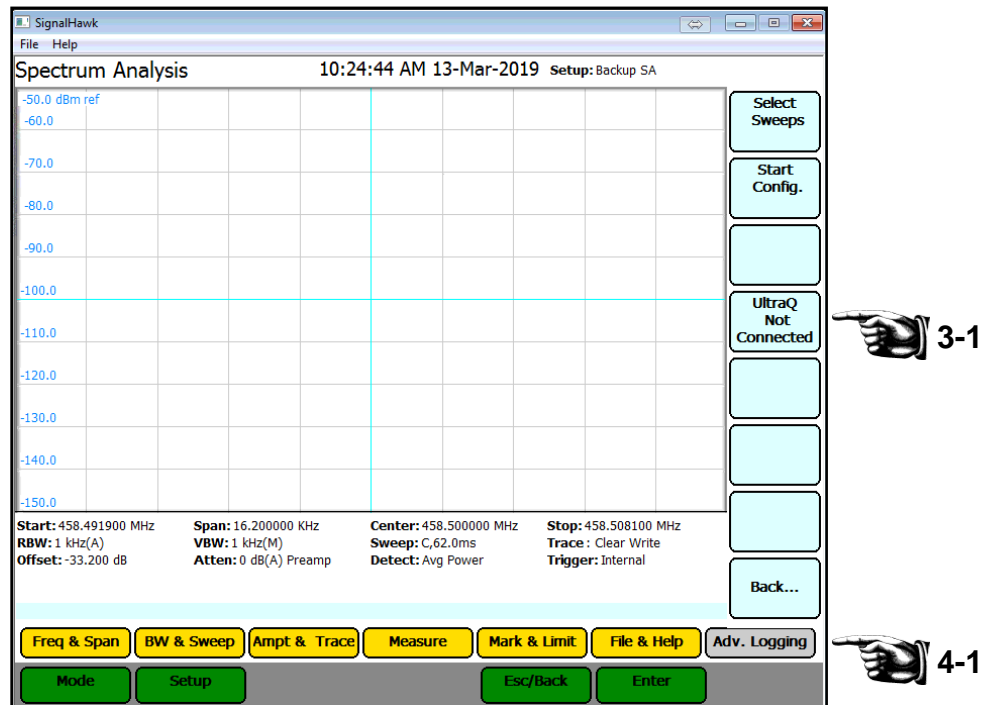 SignalHawk
File Help
Spectrum Analysis 10:24:44 AM 13-Mar-2019 Setup: Backup SA
-50.0 dBm ref
-60.0
-70.0
-80.0
-90.0
-100.0
-110.0
-120.0
-130.0
-140.0
-150.0
Select
Sweeps
Start
Config.
UltraQ
Not
Connected
Back...
3-1
Start: 458.491900 MHz Span: 16.200000 KHz Center: 458.500000 MHz Stop: 458.508100 MHz
RBW: 1 kHz(A) VBW: 1 kHz(M) Sweep: C,62.0ms Trace : Clear Write
Offset: -33.200 dB Atten: 0 dB(A) Preamp Detect: Avg Power Trigger: Internal
Freq & Span BW & Sweep Ampt & Trace Measure Mark & Limit File & Help Adv. Logging
4-1
Mode Setup Esc/Back Enter